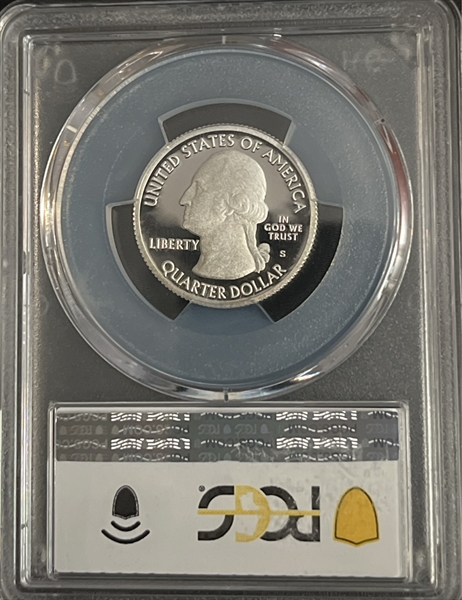 UNITED STATES OF AMERICA
LIBERTY
IN
GOD WE
TRUST
S
QUARTER DOLLAR
PCGS